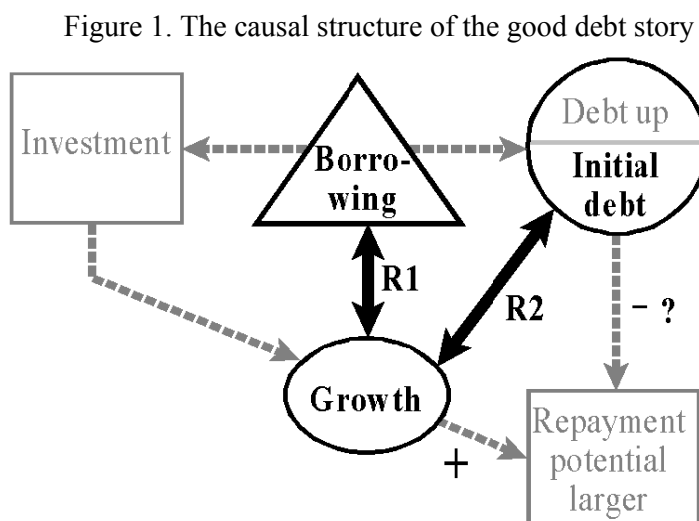 Figure 1. The causal structure of the good debt story
Investment
Borro-
wing
Debt up
Initial
debt
R1
R2
- ?
Growth
+
Repayment
potential
larger